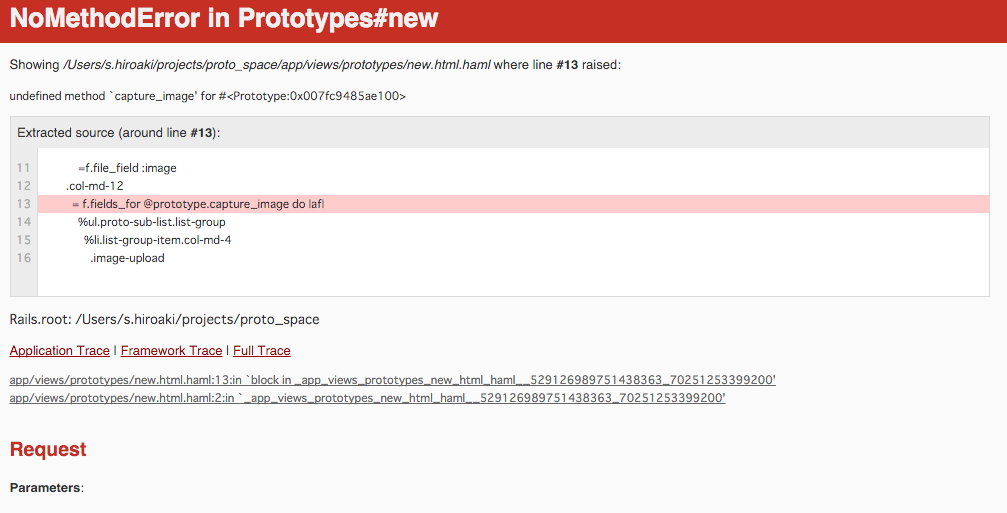 NoMethodError in Prototypes#new
Showing /Users/s.hiroaki/projects/proto_space/app/views/prototypes/new.html.haml where line #13 raised:
undefined method `capture_image' for #<Prototype:0x007fc9485ae100>
Extracted source (around line #13):
11 =f.file_field :image
12 .col-md-12
13 = f.fields_for @prototype.capture_image do |af|
14 %ul.proto-sub-list.list-group
15 %li.list-group-item.col-md-4
16 .image-upload
Rails.root: /Users/s.hiroaki/projects/proto_space
Application Trace | Framework Trace | Full Trace
app/views/prototypes/new.html.haml:13:in `block in _app_views_prototypes_new_html_haml__529126989751438363_70251253399200'
app/views/prototypes/new.html.haml:2:in `_app_views_prototypes_new_html_haml__529126989751438363_70251253399200'
Request
Parameters: